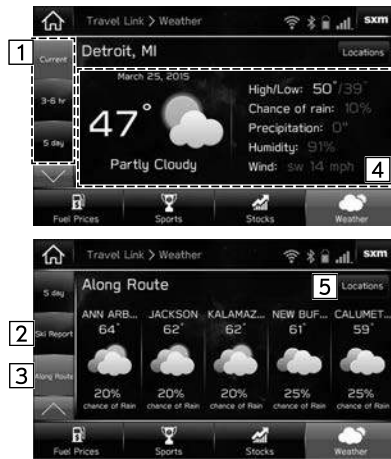 Travel Link > Weather
sxm
1
Current
3-6 hr
5 day
Detroit, MI
Locations
March 25, 2015
47°
Partly Cloudy
High/Low: 50°/39°
Chance of rain: 10%
Precipitation: 0"
Humidity: 91%
Wind: sw 14 mph
4
Fuel Prices
Sports
Stocks
Weather
Travel Link > Weather
sxm
5 day
2
Ski Report
3
Along Route
Along Route
5
Locations
ANN ARB... JACKSON KALAMAZ... NEW BUF... CALUMET...
64° 62° 62° 61° 59°
20% 20% 20% 25% 25%
chance of Rain chance of Rain chance of Rain chance of Rain chance of Rain
Fuel Prices
Sports
Stocks
Weather